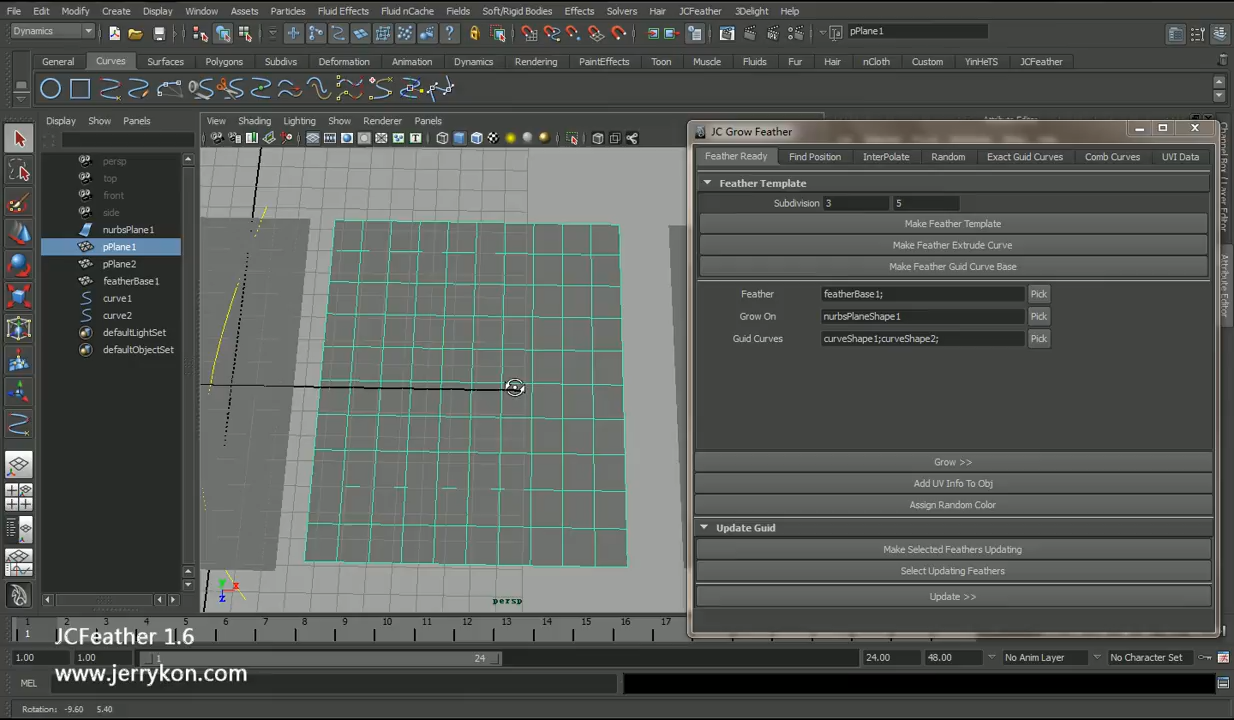 File Edit Modify Create Display Window Assets Particles Fluid Effects Fluid nCache Fields Soft/Rigid Bodies Effects Solvers Hair JCFeather 3Delight Help
Dynamics pPlane1
General Curves Surfaces Polygons Subdivs Deformation Animation Dynamics Rendering PaintEffects Toon Muscle Fluids Fur Hair nCloth Custom YinHeTS JCFeather
Display Show Panels
View Shading Lighting Show Renderer Panels
persp
top
front
side
nurbsPlane1
pPlane1
pPlane2
featherBase1
curve1
curve2
defaultLightSet
defaultObjectSet
y x
z
persp
JC Grow Feather
Feather Ready Find Position InterPolate Random Exact Guid Curves Comb Curves UVI Data
Feather Template
Subdivision 3 5
Make Feather Template
Make Feather Extrude Curve
Make Feather Guid Curve Base
Feather featherBase1; Pick
Grow On nurbsPlaneShape1 Pick
Guid Curves curveShape1;curveShape2; Pick
Grow >>
Add UV Info To Obj
Assign Random Color
Update Guid
Make Selected Feathers Updating
Select Updating Feathers
Update >>
Channel Box / Layer Editor
Attribute Editor
1 2 3 4 5 6 7 8 9 10 11 12 13 14 15 16 17
1
JCFeather 1.6
1.00 1.00 1 24 24.00 48.00 No Anim Layer No Character Set
www.jerrykon.com
MEL
Rotation: -9.60 5.40